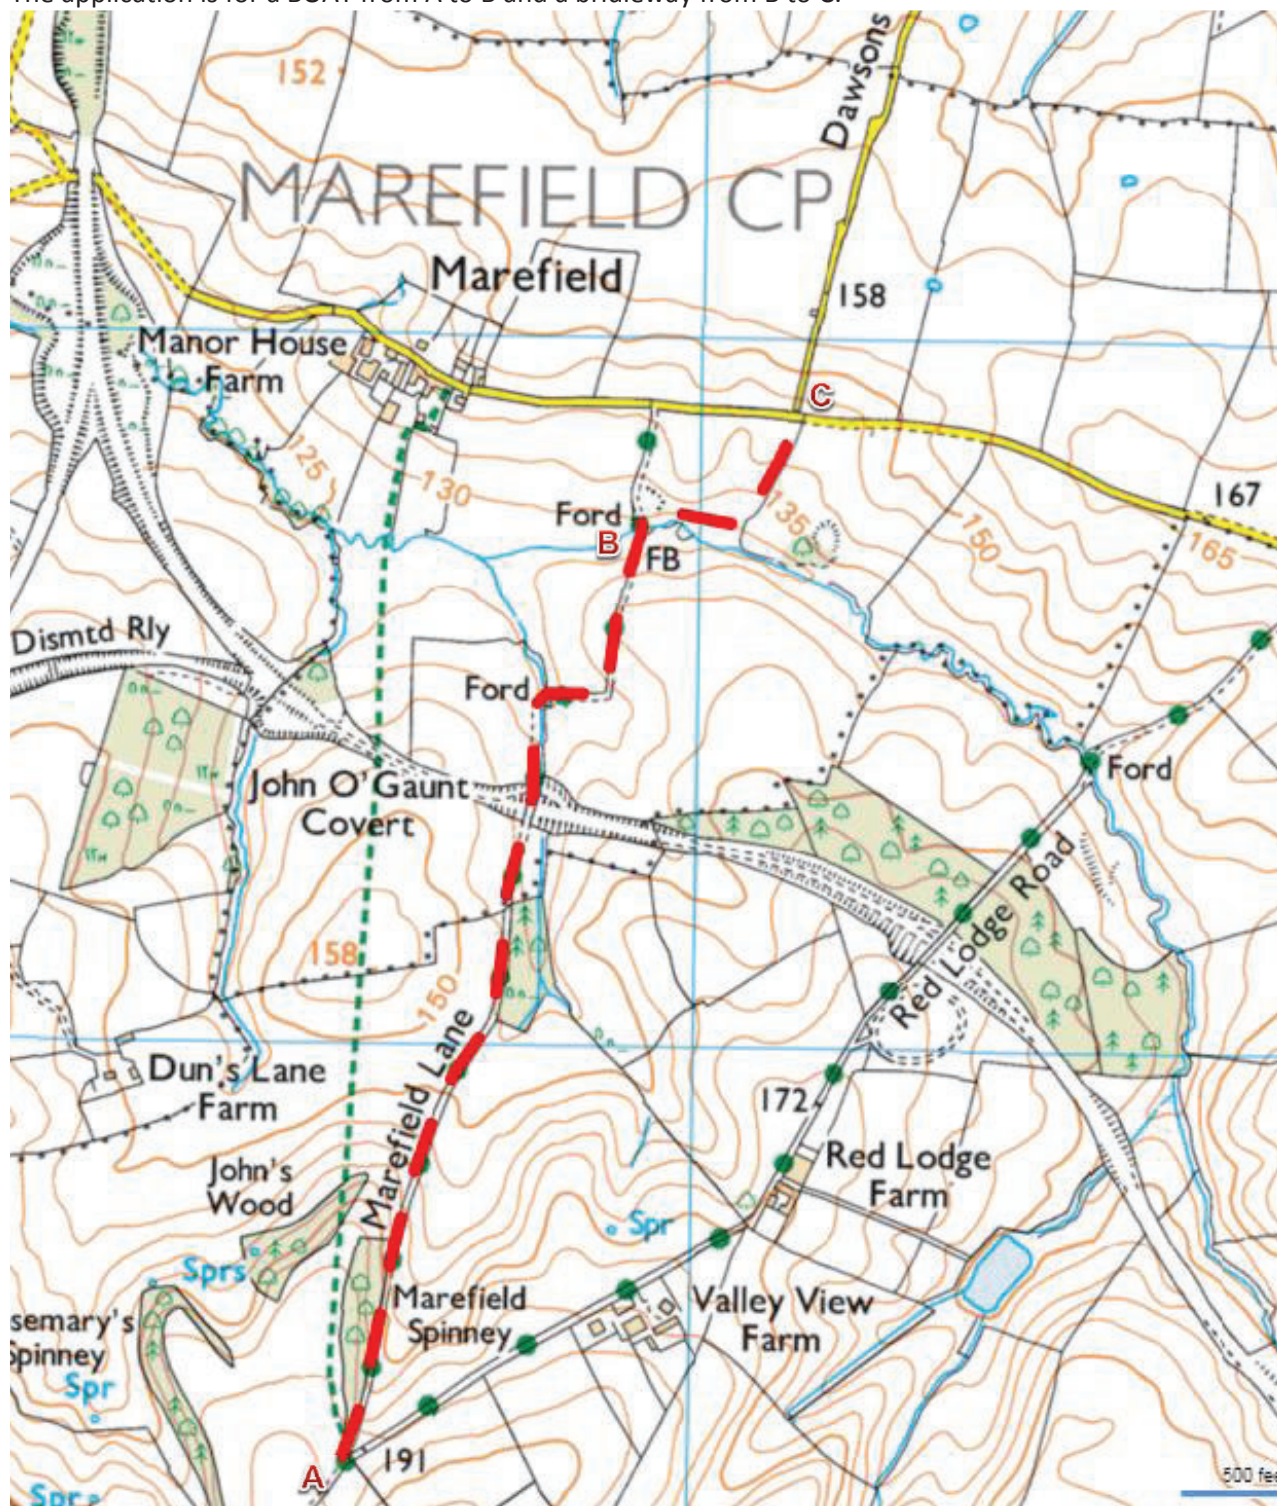 The application is for a BOAT from A to B and a bridleway from B to C.
152
Dawsons
MAREFIELD CP
Marefield
158
Manor House
Farm
C
125
130
167
Ford
135
150
165
B
FB
Dismtd Rly
Ford
Ford
John O'Gaunt
Covert
Red Lodge Road
158
150
Marefield Lane
Dun's Lane
Farm
172
Red Lodge
Farm
John's
Wood
Spr
Sprs
Marefield
Spinney
Valley View
Farm
semary's
Spinney
Spr
191
A
500 fee
Spr